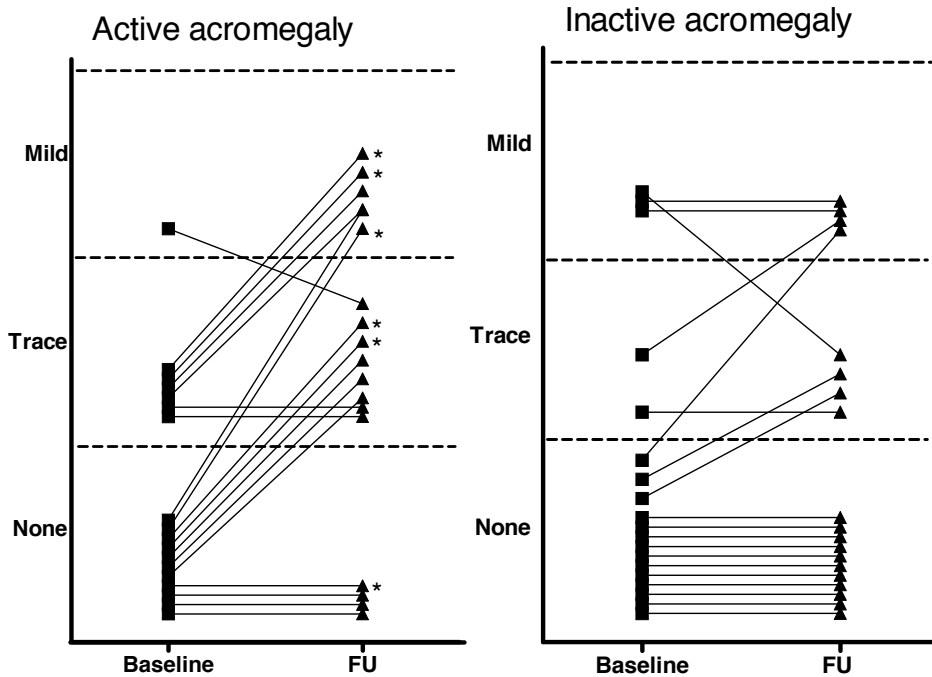 Active acromegaly
Mild
*
*
*
Trace
*
*
None
*
Baseline FU
Inactive acromegaly
Mild
Trace
None
Baseline FU